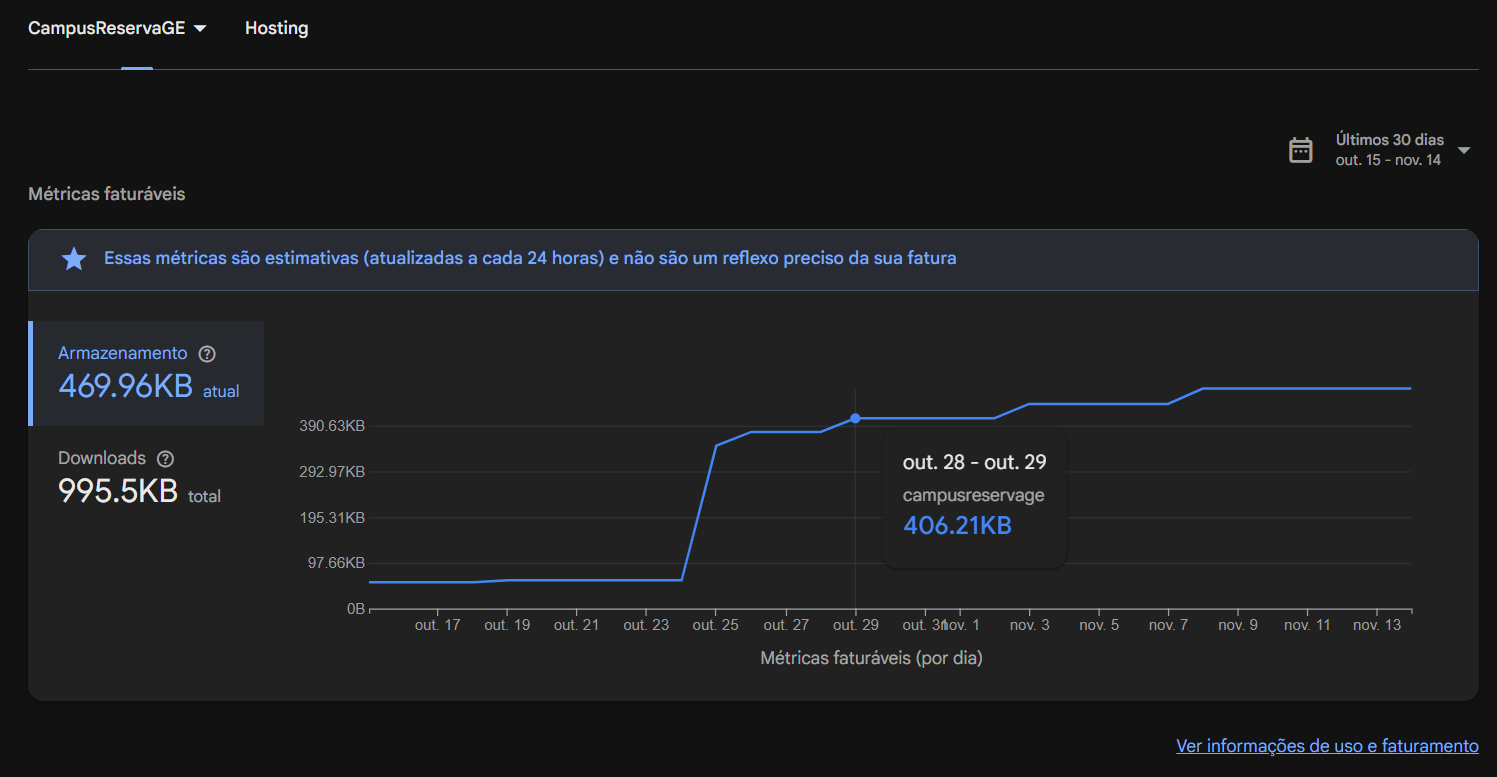 CampusReservaGE Hosting
Últimos 30 dias
out. 15 - nov. 14
Métricas faturáveis
Essas métricas são estimativas (atualizadas a cada 24 horas) e não são um reflexo preciso da sua fatura
Armazenamento
469.96KB atual
Downloads
995.5KB total
390.63KB
292.97KB
195.31KB
97.66KB
0B
out. 28 - out. 29
campusreservage
406.21KB
out. 17 out. 19 out. 21 out. 23 out. 25 out. 27 out. 29 out. 31 nov. 1 nov. 3 nov. 5 nov. 7 nov. 9 nov. 11 nov. 13
Métricas faturáveis (por dia)
Ver informações de uso e faturamento